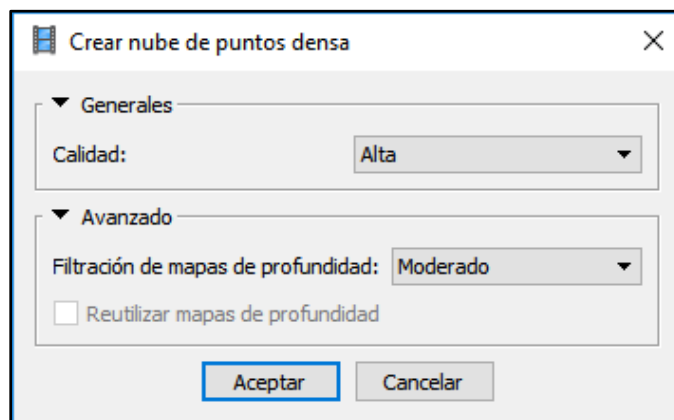 Crear nube de puntos densa
Generales
Calidad: Alta
Avanzado
Filtración de mapas de profundidad: Moderado
Reutilizar mapas de profundidad
Aceptar Cancelar